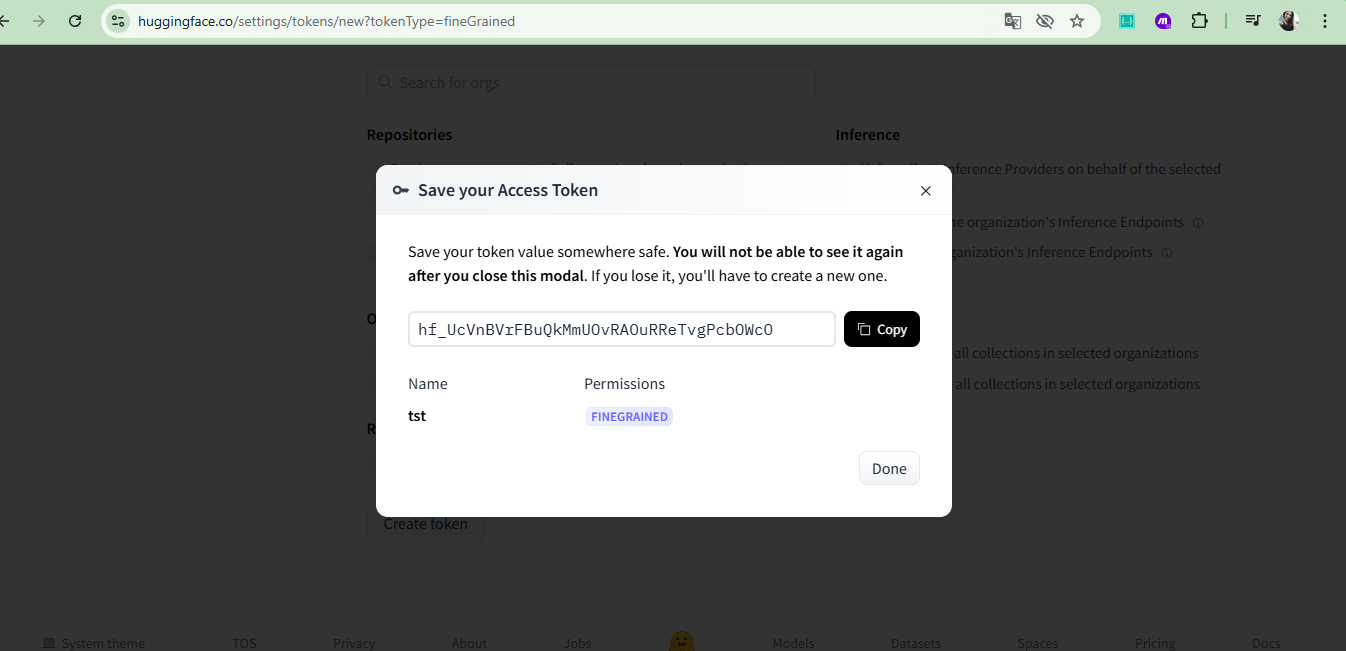 huggingface.co/settings/tokens/new?tokenType=fineGrained
Search for orgs
Repositories
Inference
Inference Providers on behalf of the selected
organization's Inference Endpoints
organization's Inference Endpoints
Save your Access Token
Save your token value somewhere safe. You will not be able to see it again
after you close this modal. If you lose it, you'll have to create a new one.
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
Copy
all collections in selected organizations
Name
Permissions
all collections in selected organizations
tst
FINEGRAINED
Done
Create token
System theme
TOS
Privacy
About
Jobs
Models
Datasets
Spaces
Pricing
Docs